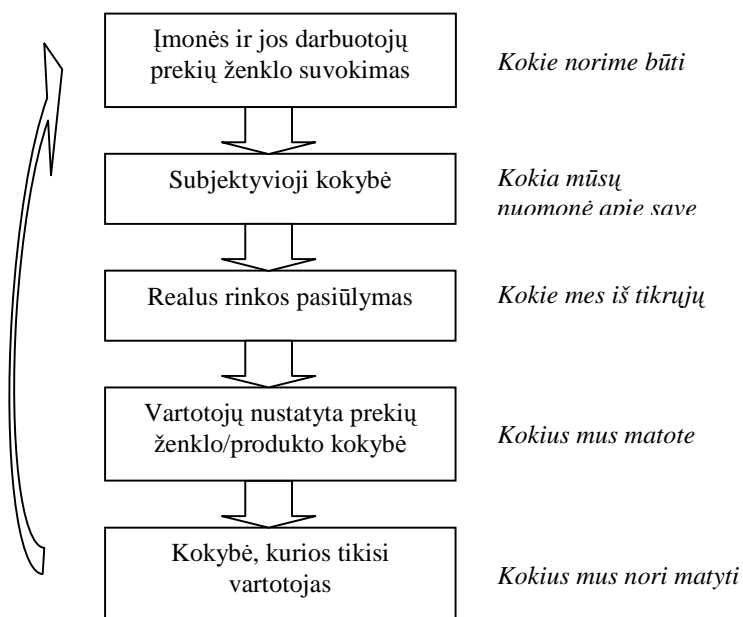 Įmonės ir jos darbuotojų
prekių ženklo suvokimas
Kokie norime būti
Subjektyvioji kokybė
Kokia mūsų
nuomonė apie save
Realus rinkos pasiūlymas
Kokie mes iš tikrųjų
Vartotojų nustatyta prekių
ženklo/produkto kokybė
Kokius mus matote
Kokybė, kurios tikisi
vartotojas
Kokius mus nori matyti